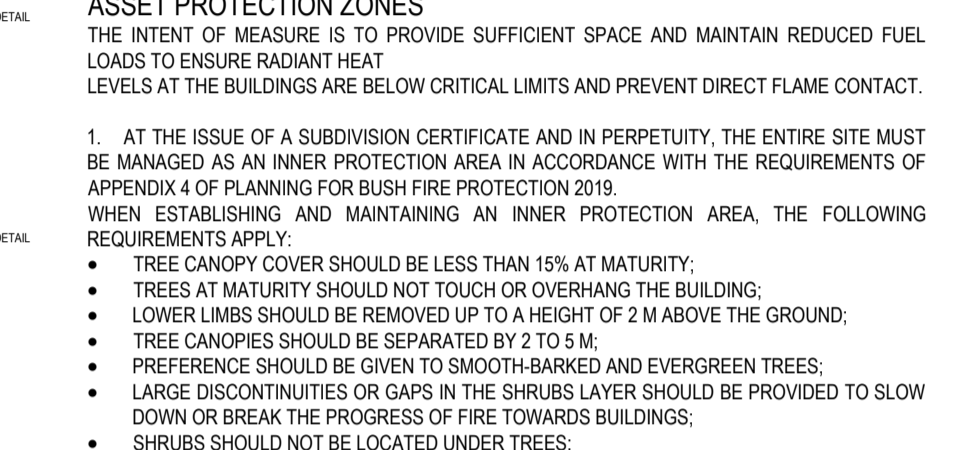 ASSET PROTECTION ZONES
ETAIL
THE INTENT OF MEASURE IS TO PROVIDE SUFFICIENT SPACE AND MAINTAIN REDUCED FUEL
LOADS TO ENSURE RADIANT HEAT
LEVELS AT THE BUILDINGS ARE BELOW CRITICAL LIMITS AND PREVENT DIRECT FLAME CONTACT.
1. AT THE ISSUE OF A SUBDIVISION CERTIFICATE AND IN PERPETUITY, THE ENTIRE SITE MUST
BE MANAGED AS AN INNER PROTECTION AREA IN ACCORDANCE WITH THE REQUIREMENTS OF
APPENDIX 4 OF PLANNING FOR BUSH FIRE PROTECTION 2019.
WHEN ESTABLISHING AND MAINTAINING AN INNER PROTECTION AREA, THE FOLLOWING
ETAIL
REQUIREMENTS APPLY:
• TREE CANOPY COVER SHOULD BE LESS THAN 15% AT MATURITY;
• TREES AT MATURITY SHOULD NOT TOUCH OR OVERHANG THE BUILDING;
• LOWER LIMBS SHOULD BE REMOVED UP TO A HEIGHT OF 2 M ABOVE THE GROUND;
• TREE CANOPIES SHOULD BE SEPARATED BY 2 TO 5 M;
• PREFERENCE SHOULD BE GIVEN TO SMOOTH-BARKED AND EVERGREEN TREES;
• LARGE DISCONTINUITIES OR GAPS IN THE SHRUBS LAYER SHOULD BE PROVIDED TO SLOW
DOWN OR BREAK THE PROGRESS OF FIRE TOWARDS BUILDINGS;
• SHRUBS SHOULD NOT BE LOCATED UNDER TREES;